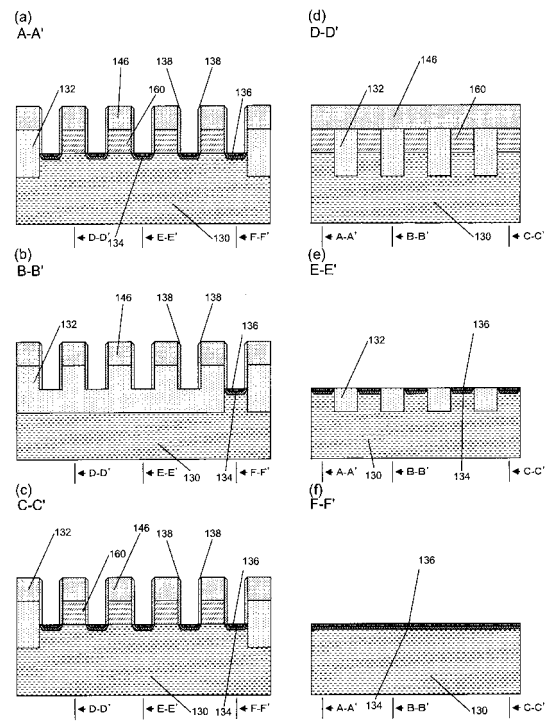 (a)
A-A'
146 138 138 136
132 160
D-D' E-E' F-F'
134 130
(b)
B-B'
138 138
132 146 136
D-D' E-E' F-F'
130 134
(c)
C-C'
146
132 160 138 138 136
D-D' E-E' F-F'
130 134
(d)
D-D'
146
132 160
130
A-A' B-B' C-C'
(e)
E-E'
136
132
130 134
A-A' B-B' C-C'
(f)
F-F'
136
A-A' B-B' C-C'
134 130